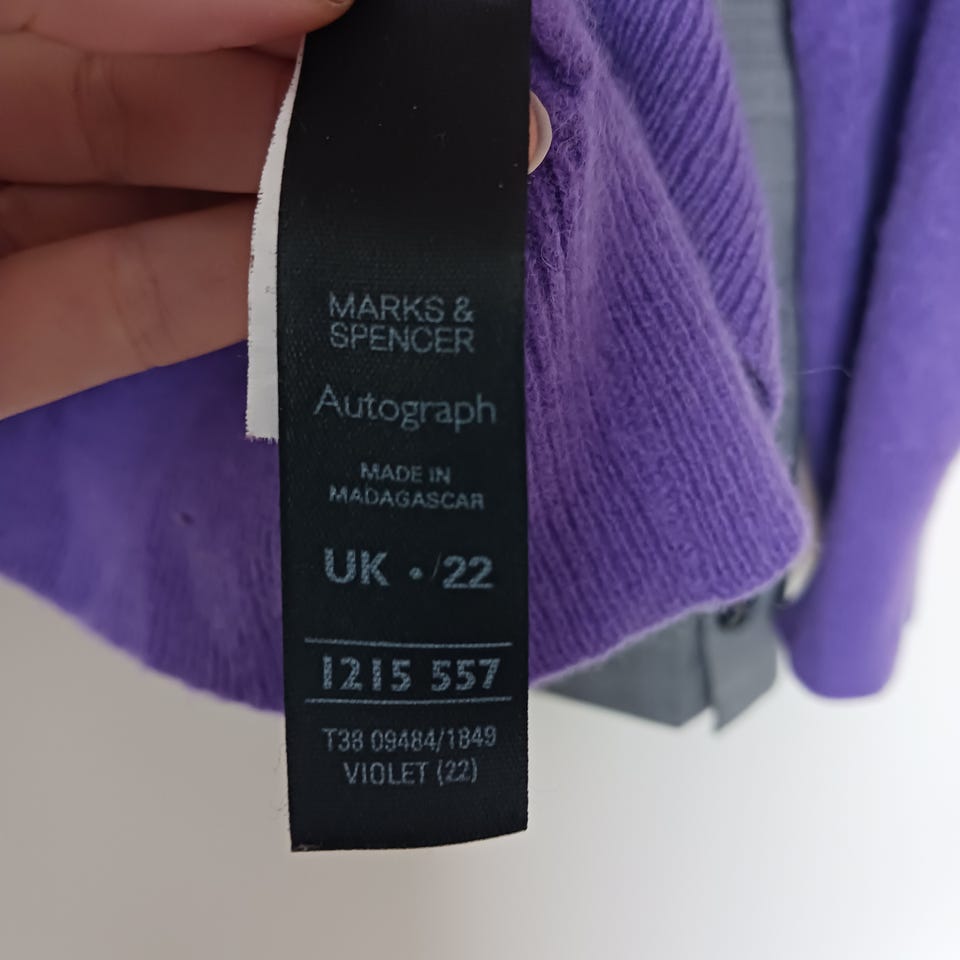 MARKS &
SPENCER
Autograph
MADE IN
MADAGASCAR
UK • 22
1215 557
T38 09484/1849
VIOLET (22)